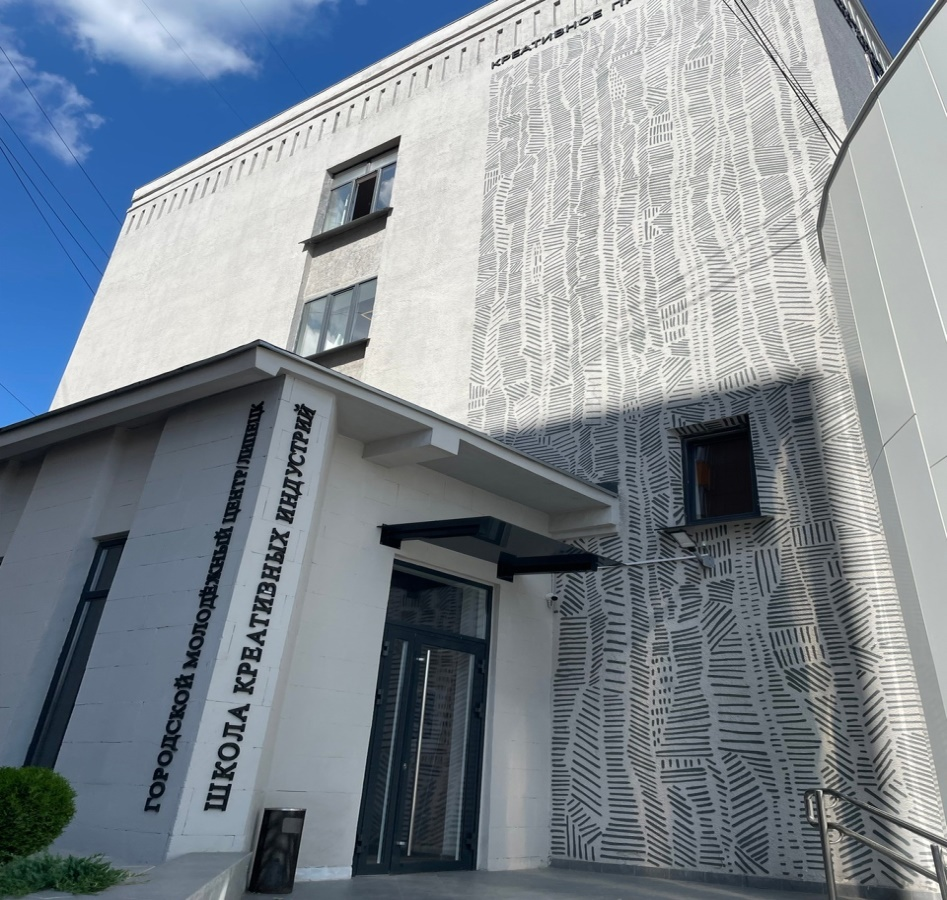 КРЕАТИВНОЕ
ГОРОДСКОЙ МОЛОДЁЖНЫЙ ЦЕНТР/ЛИПЕЦК
ШКОЛА КРЕАТИВНЫХ ИНДУСТРИЙ